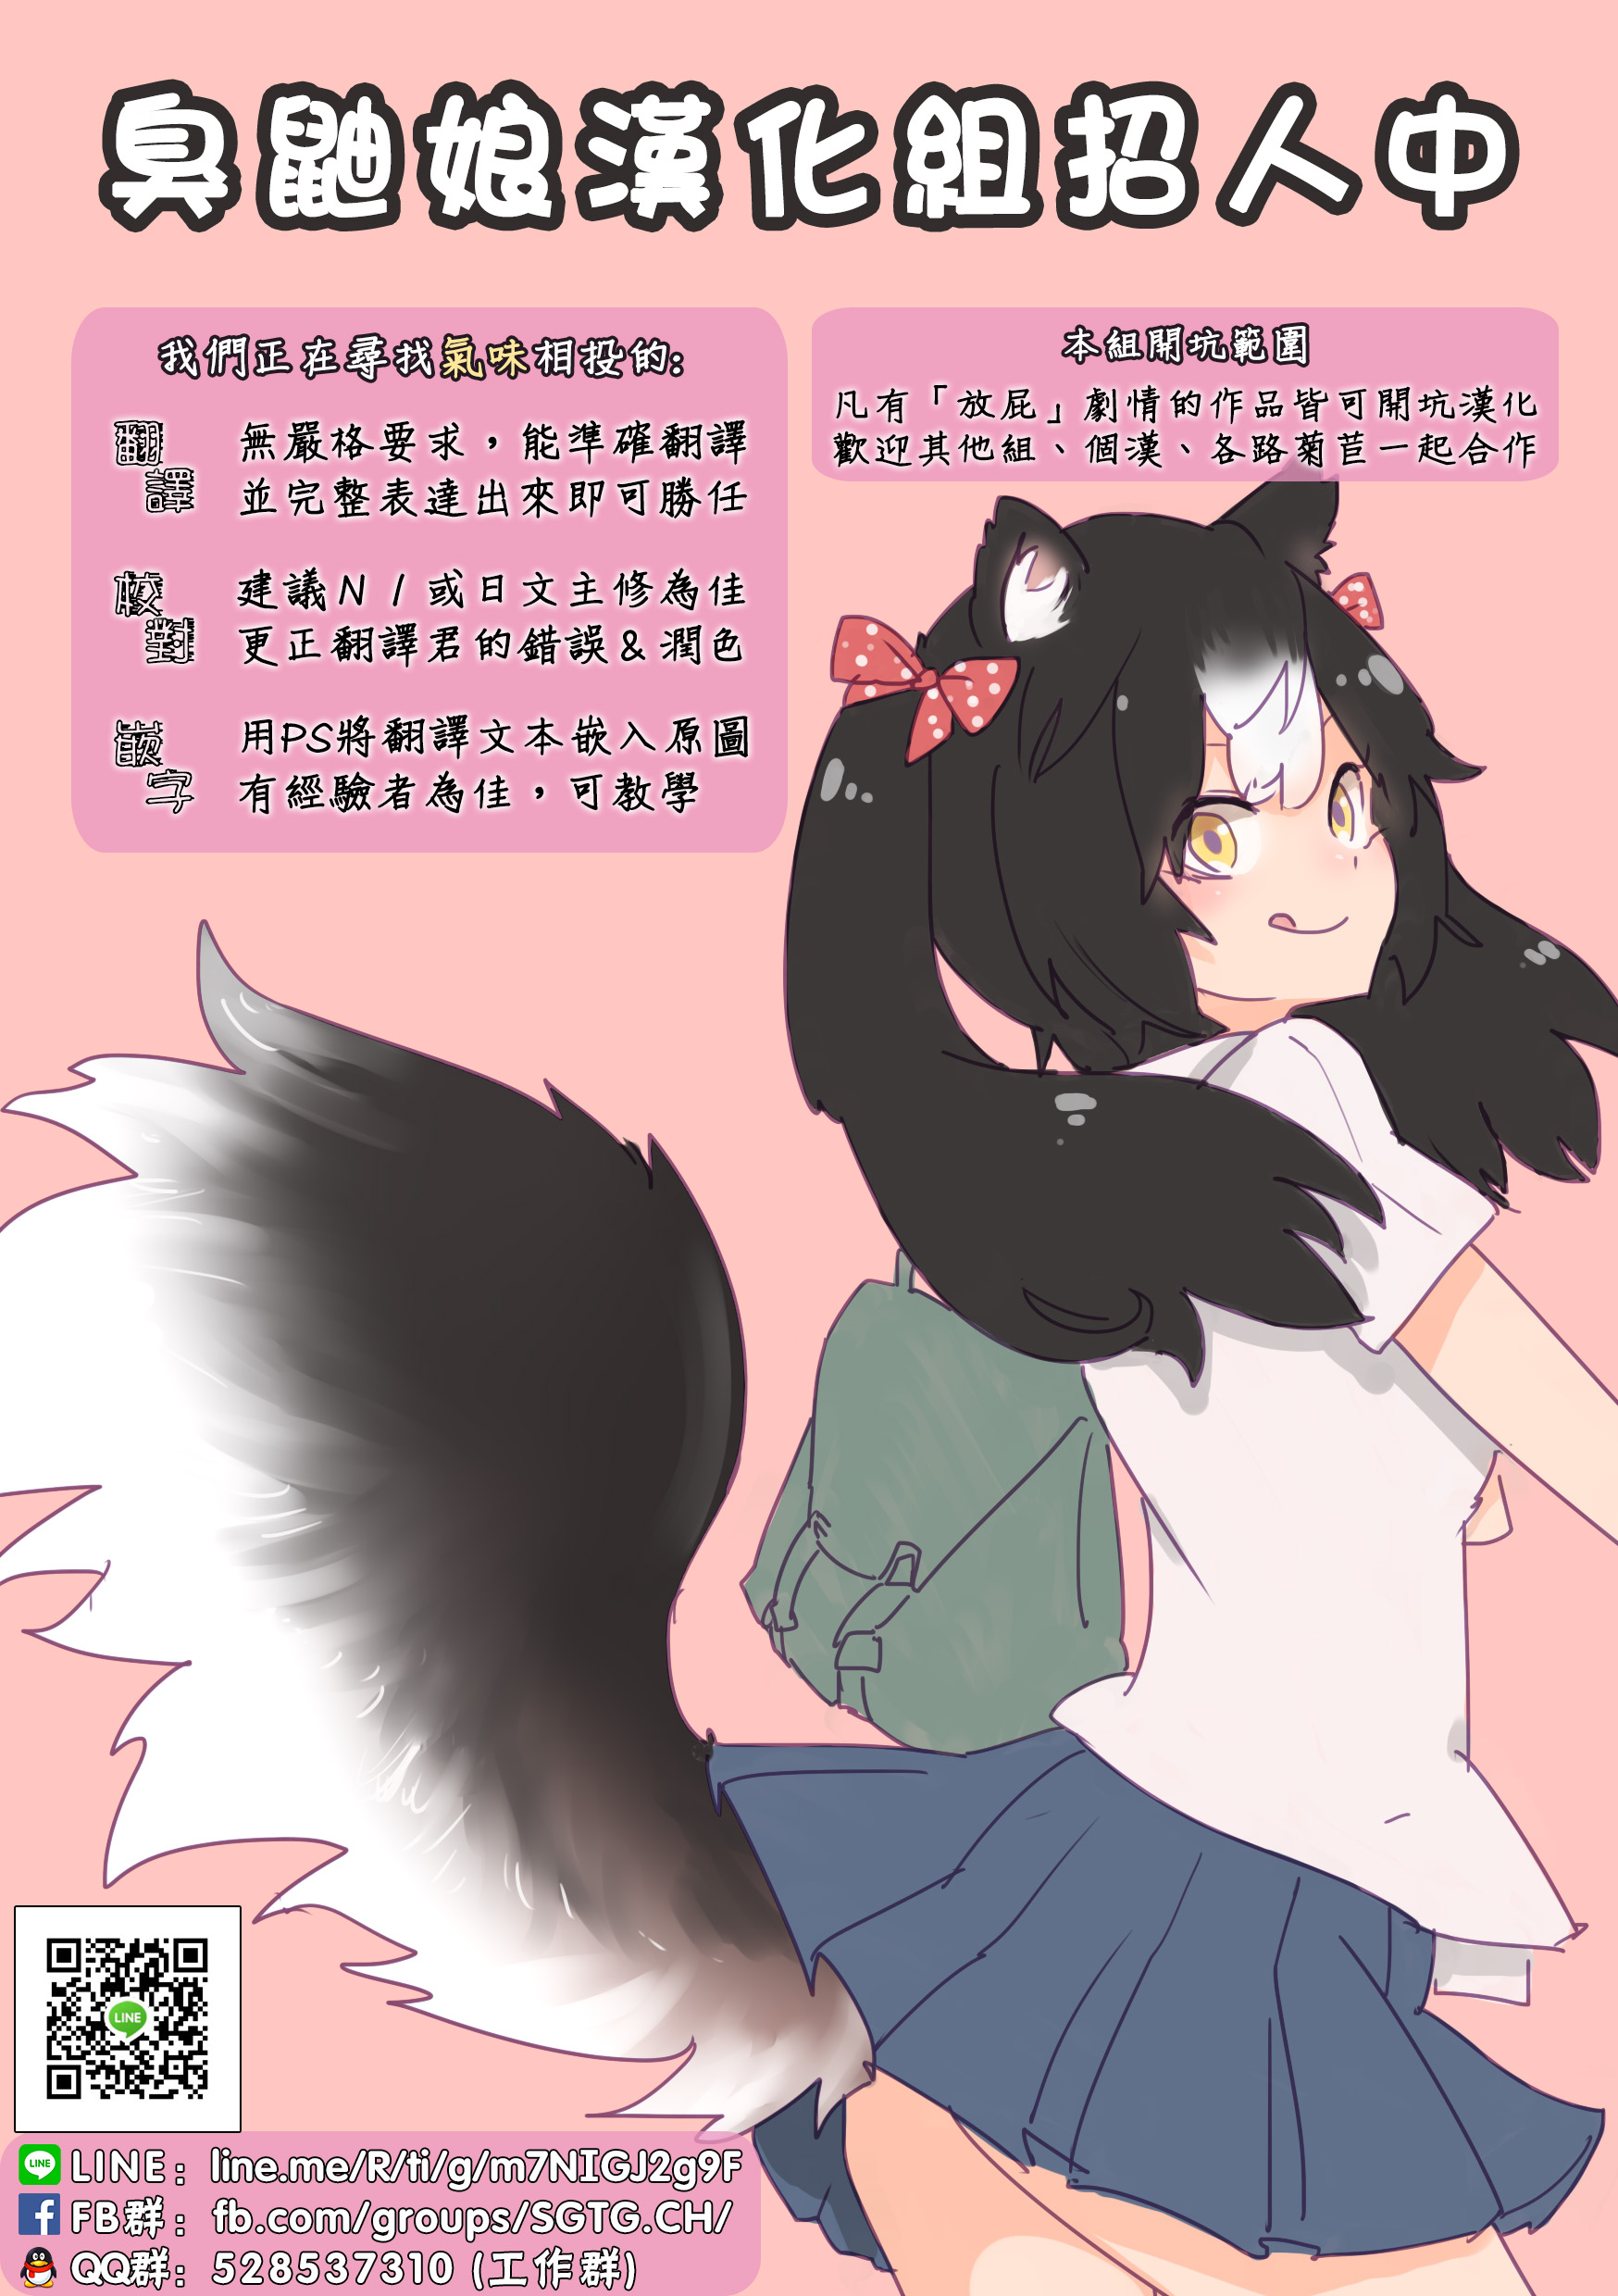 臭鼬娘漢化組招人中
我們正在尋找氣味相投的:
翻譯
無嚴格要求，能準確翻譯
並完整表達出來即可勝任
校對
建議N1或日文主修為佳
更正翻譯君的錯誤&潤色
嵌字
用PS將翻譯文本嵌入原圖
有經驗者為佳，可教學
本組開坑範圍
凡有「放屁」劇情的作品皆可開坑漢化
歡迎其他組、個漢、各路菊苣一起合作
LINE
LINE
LINE： line.me/R/ti/g/m7NIGJ2g9F
FB群： fb.com/groups/SGTG.CH/
QQ群： 528537310 (工作群)